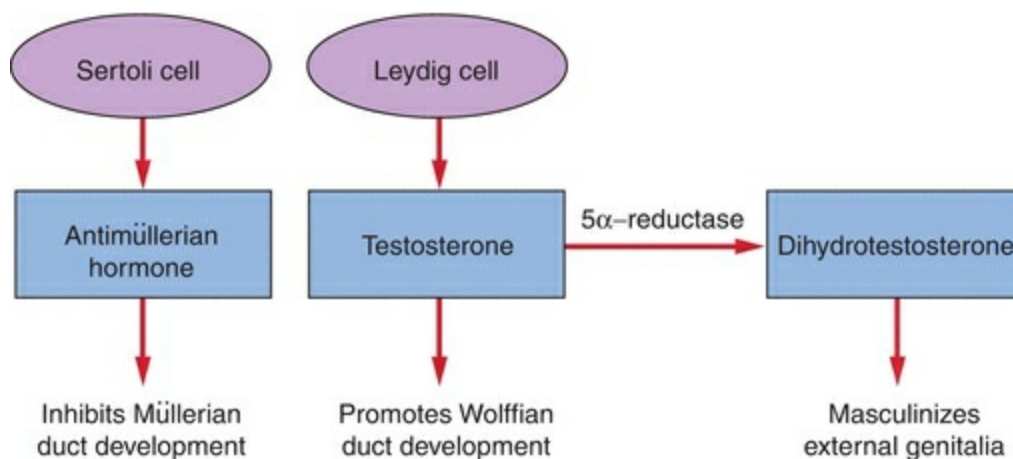 Sertoli cell
Leydig cell
Antimüllerian
hormone
Testosterone
5α–reductase
Dihydrotestosterone
Inhibits Müllerian
duct development
Promotes Wolffian
duct development
Masculinizes
external genitalia